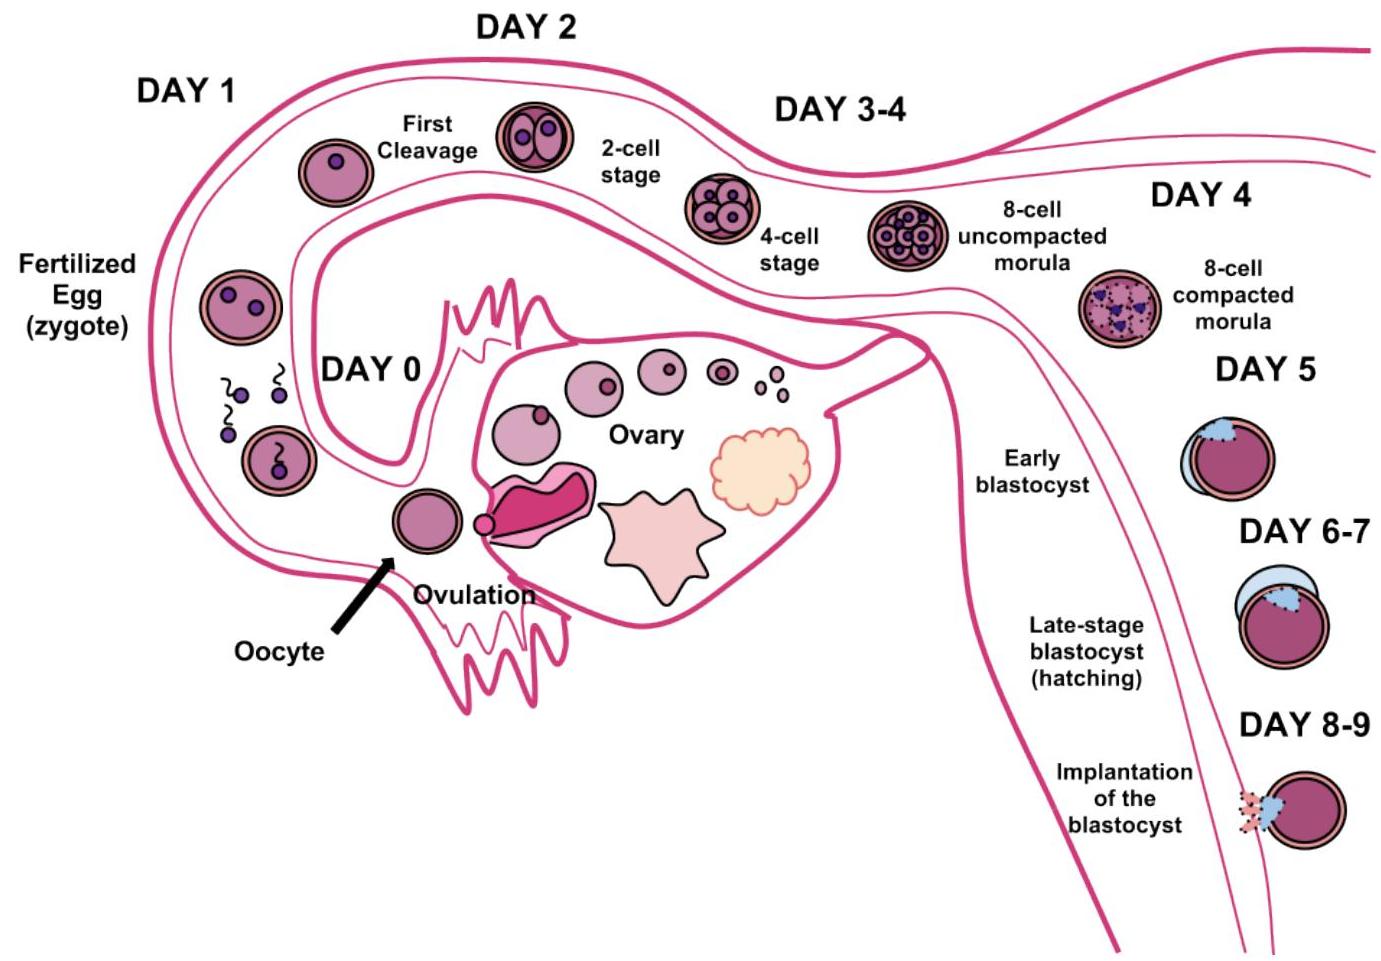 DAY 2
DAY 1
DAY 3-4
First
Cleavage
2-cell
stage
DAY 4
4-cell
stage
8-cell
uncompacted
morula
8-cell
compacted
morula
Fertilized
Egg
(zygote)
DAY 0
DAY 5
Ovary
Early
blastocyst
DAY 6-7
Ovulation
Oocyte
Late-stage
blastocyst
(hatching)
DAY 8-9
Implantation
of the
blastocyst